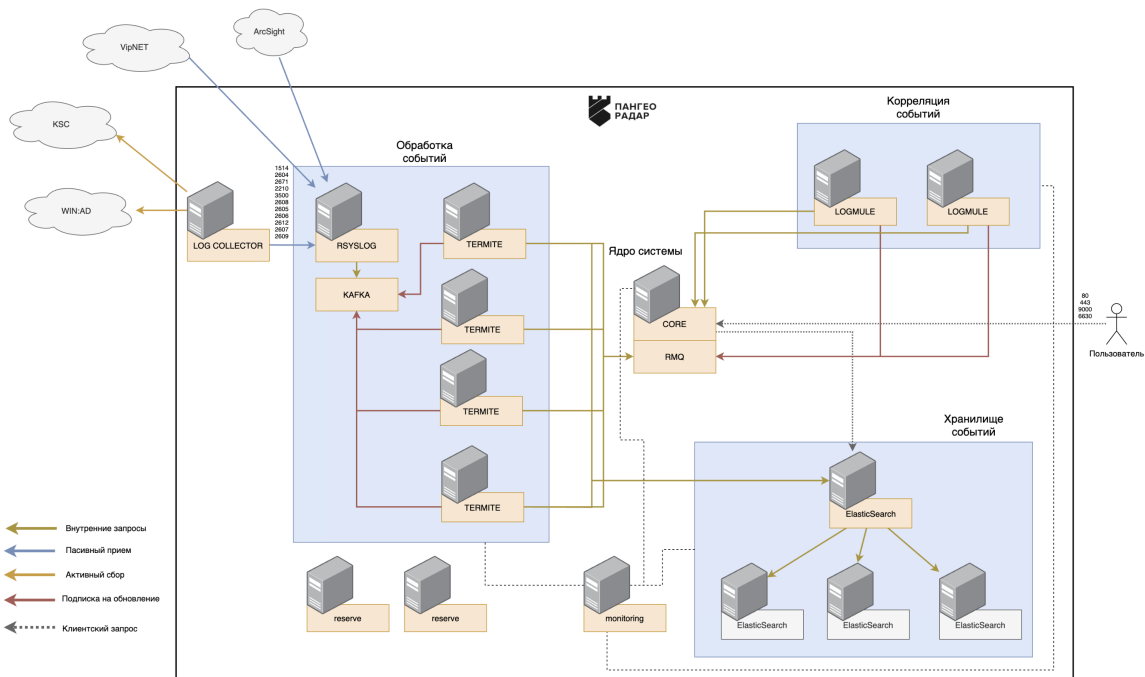 ArcSight
VipNET
KSC
WIN:AD
ПАНГЕО
РАДАР
Корреляция
событий
LOGMULE
LOGMULE
Обработка
событий
1514
2604
2671
2210
3500
2608
2605
2606
2612
2607
2609
LOG COLLECTOR
RSYSLOG
KAFKA
TERMITE
TERMITE
TERMITE
TERMITE
Ядро системы
CORE
RMQ
80
443
9000
6630
Пользователь
Хранилище
событий
ElasticSearch
ElasticSearch
ElasticSearch
ElasticSearch
reserve
reserve
monitoring
Внутренние запросы
Пасивный прием
Активный сбор
Подписка на обновление
Клиентский запрос